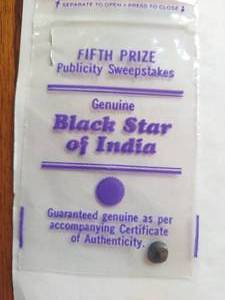 SEPARATE TO OPEN • PRESS TO CLOSE
FIFTH PRIZE
Publicity Sweepstakes
Genuine
Black Star
of India
Guaranteed genuine as per
accompanying Certificate
of Authenticity.